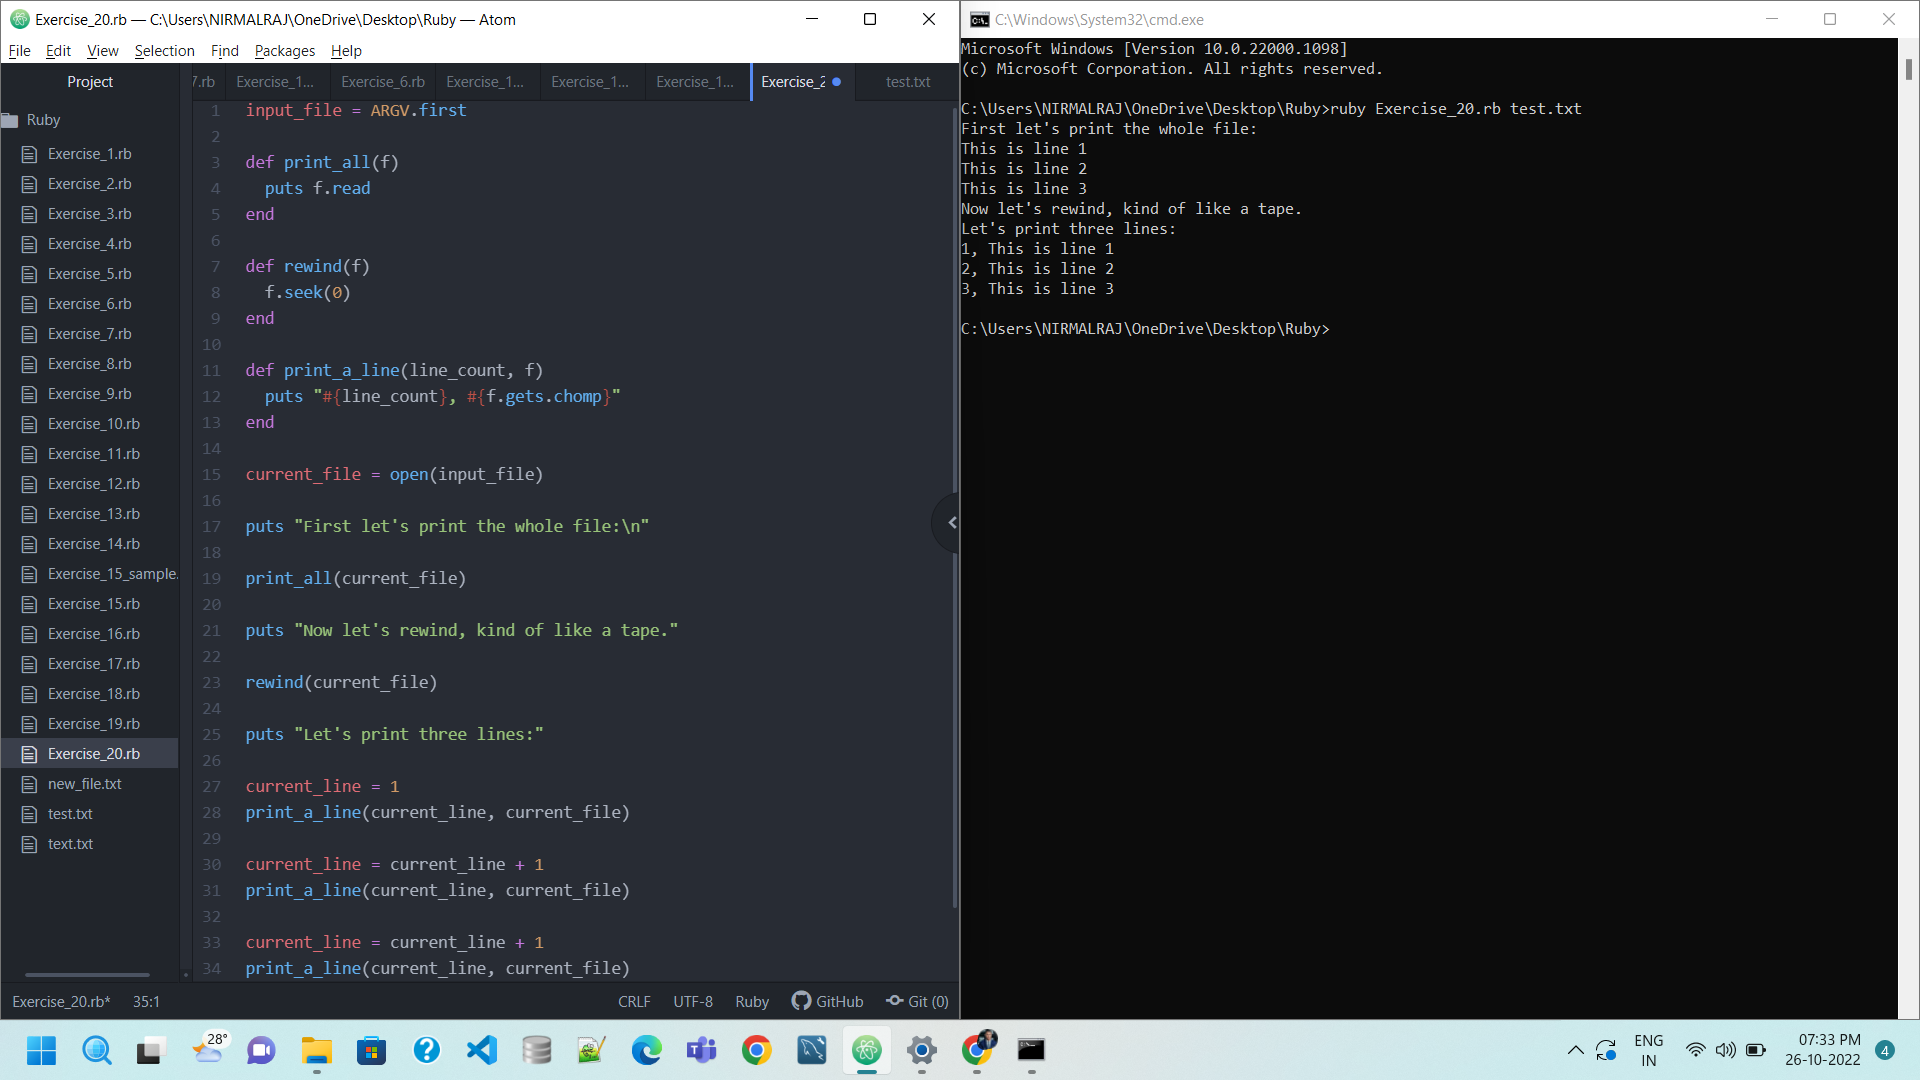 Exercise_20.rb — C:\Users\NIRMALRAJ\OneDrive\Desktop\Ruby — Atom
File Edit View Selection Find Packages Help
Project
Ruby
Exercise_1.rb
Exercise_2.rb
Exercise_3.rb
Exercise_4.rb
Exercise_5.rb
Exercise_6.rb
Exercise_7.rb
Exercise_8.rb
Exercise_9.rb
Exercise_10.rb
Exercise_11.rb
Exercise_12.rb
Exercise_13.rb
Exercise_14.rb
Exercise_15_sample.
Exercise_15.rb
Exercise_16.rb
Exercise_17.rb
Exercise_18.rb
Exercise_19.rb
Exercise_20.rb
new_file.txt
test.txt
text.txt
7.rb Exercise_1... Exercise_6.rb Exercise_1... Exercise_1... Exercise_1... Exercise_2 test.txt
1 input_file = ARGV.first
2
3 def print_all(f)
4   puts f.read
5 end
6
7 def rewind(f)
8   f.seek(0)
9 end
10
11 def print_a_line(line_count, f)
12   puts "#{line_count}, #{f.gets.chomp}"
13 end
14
15 current_file = open(input_file)
16
17 puts "First let's print the whole file:\n"
18
19 print_all(current_file)
20
21 puts "Now let's rewind, kind of like a tape."
22
23 rewind(current_file)
24
25 puts "Let's print three lines:"
26
27 current_line = 1
28 print_a_line(current_line, current_file)
29
30 current_line = current_line + 1
31 print_a_line(current_line, current_file)
32
33 current_line = current_line + 1
34 print_a_line(current_line, current_file)
Exercise_20.rb* 35:1 CRLF UTF-8 Ruby GitHub Git (0)
C:\Windows\System32\cmd.exe
Microsoft Windows [Version 10.0.22000.1098]
(c) Microsoft Corporation. All rights reserved.
C:\Users\NIRMALRAJ\OneDrive\Desktop\Ruby>ruby Exercise_20.rb test.txt
First let's print the whole file:
This is line 1
This is line 2
This is line 3
Now let's rewind, kind of like a tape.
Let's print three lines:
1, This is line 1
2, This is line 2
3, This is line 3
C:\Users\NIRMALRAJ\OneDrive\Desktop\Ruby>
28°
ENG
IN
07:33 PM
26-10-2022
4